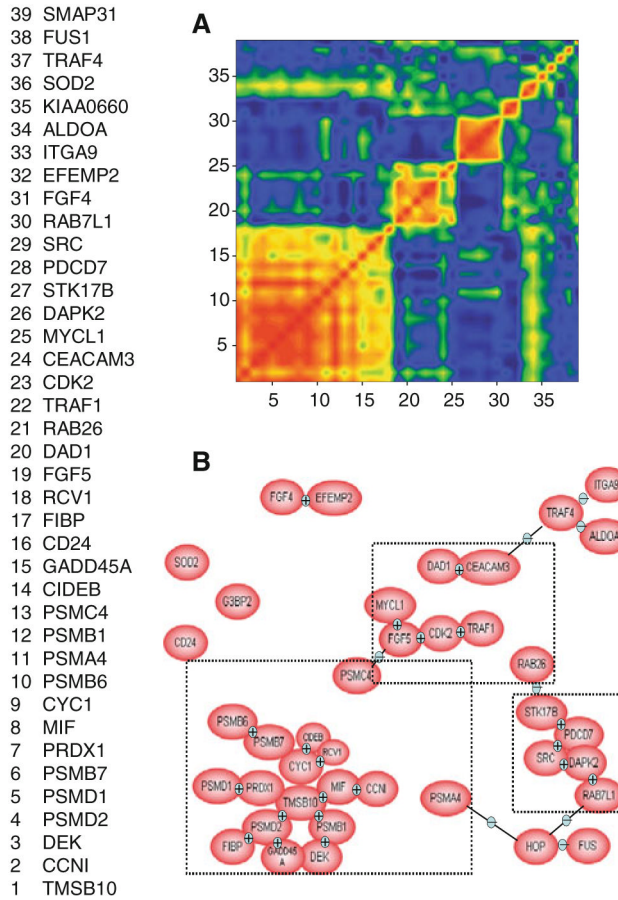 39 SMAP31
38 FUS1
37 TRAF4
36 SOD2
35 KIAA0660
34 ALDOA
33 ITGA9
32 EFEMP2
31 FGF4
30 RAB7L1
29 SRC
28 PDCD7
27 STK17B
26 DAPK2
25 MYCL1
24 CEACAM3
23 CDK2
22 TRAF1
21 RAB26
20 DAD1
19 FGF5
18 RCV1
17 FIBP
16 CD24
15 GADD45A
14 CIDEB
13 PSMC4
12 PSMB1
11 PSMA4
10 PSMB6
9 CYC1
8 MIF
7 PRDX1
6 PSMB7
5 PSMD1
4 PSMD2
3 DEK
2 CCNI
1 TMSB10
A
35
30
25
20
15
10
5
5 10 15 20 25 30 35
B
FGF4 EFEMP2
ITGA9
TRAF4
ALDOA
SOD2
DAD1 CEACAM3
G3BP2
MYCL1
CD24
FGF5 CDK2 TRAF1
PSMC4
RAB26
STK17B
PSMB6
PSMB7
CIDEB
RCV1
CYC1
PDCD7
SRC DAPK2
PSMD1 PRDX1 MIF CCNI
TMSB10
PSMA4
RAB7L1
PSMD2 PSMB1
FIBP
GADD45
A
DEK
HOP FUS